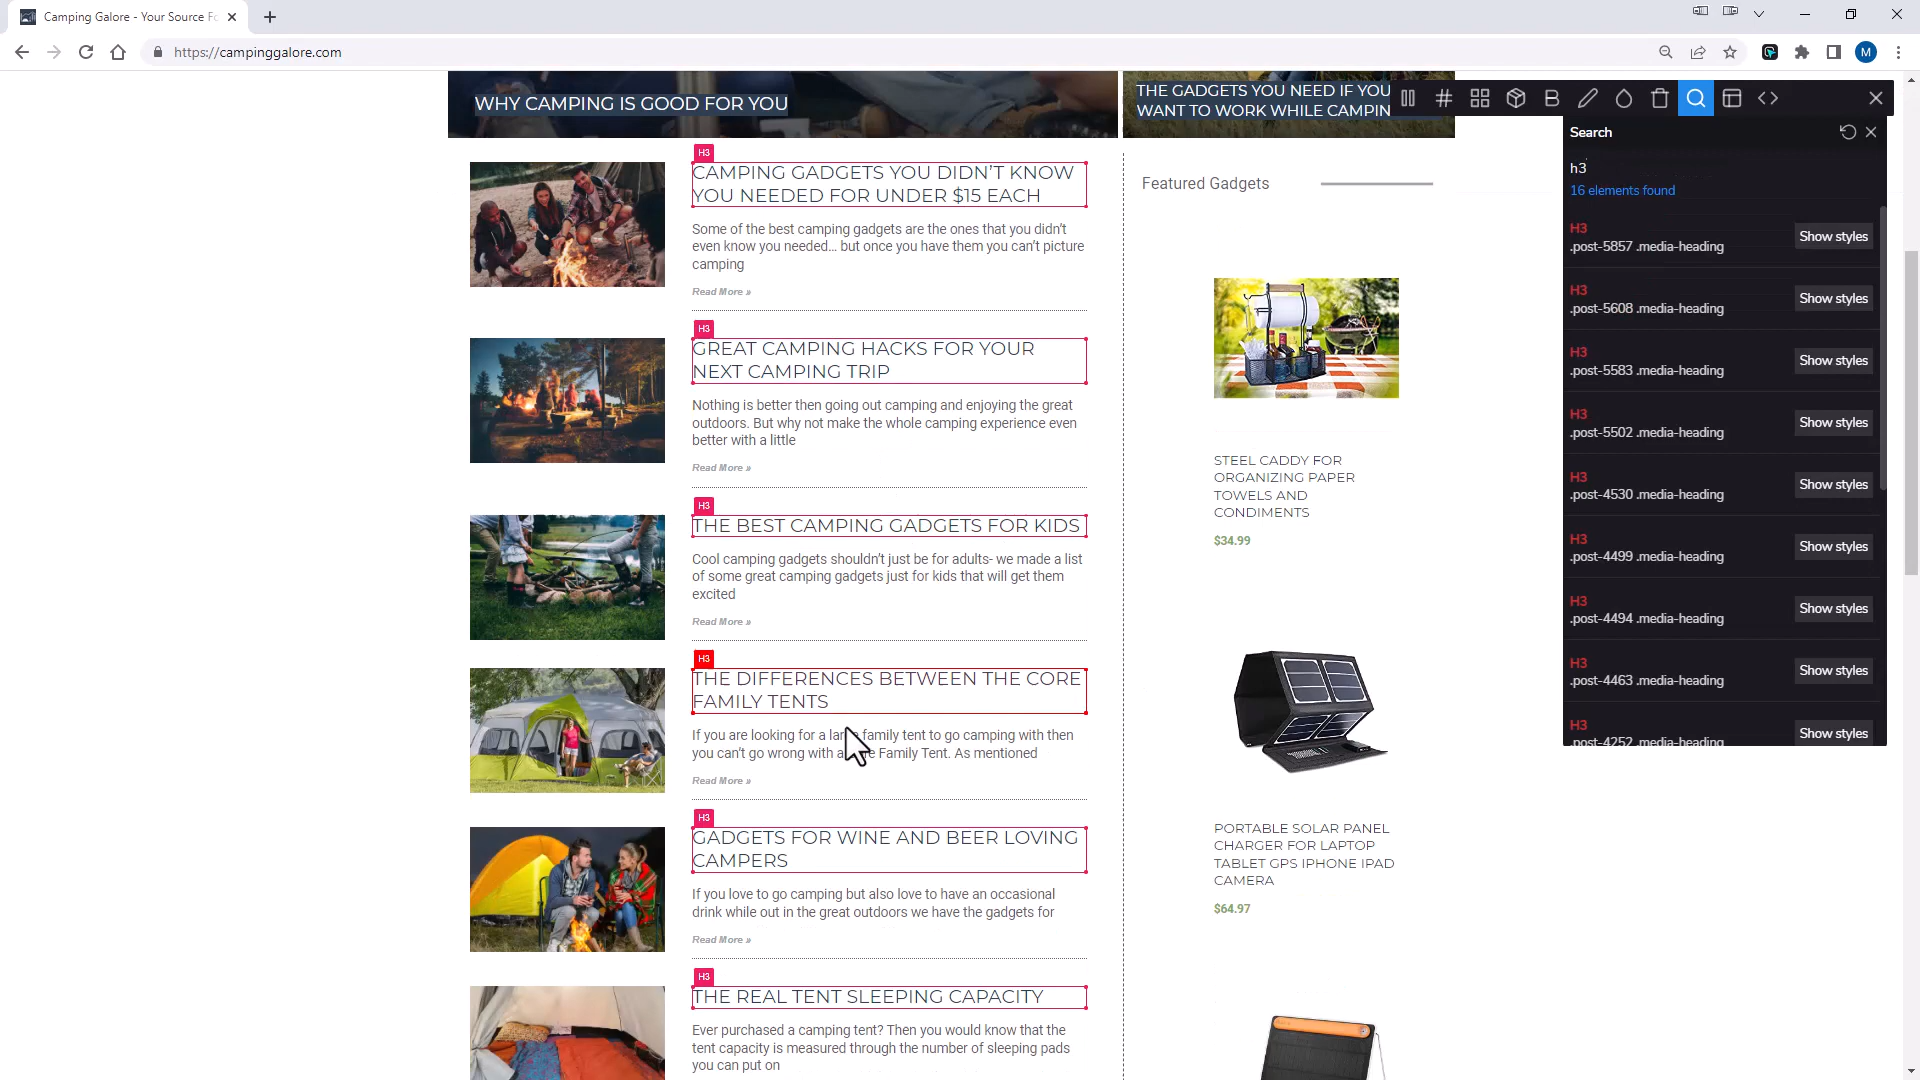 Camping Galore - Your Source Fo
https://campinggalore.com
M
WHY CAMPING IS GOOD FOR YOU
THE GADGETS YOU NEED IF YOU
WANT TO WORK WHILE CAMPIN
H3
CAMPING GADGETS YOU DIDN’T KNOW
YOU NEEDED FOR UNDER $15 EACH
Some of the best camping gadgets are the ones that you didn’t
even know you needed... but once you have them you can’t picture
camping
Read More »
H3
GREAT CAMPING HACKS FOR YOUR
NEXT CAMPING TRIP
Nothing is better then going out camping and enjoying the great
outdoors. But why not make the whole camping experience even
better with a little
Read More »
H3
THE BEST CAMPING GADGETS FOR KIDS
Cool camping gadgets shouldn’t just be for adults- we made a list
of some great camping gadgets just for kids that will get them
excited
Read More »
H3
THE DIFFERENCES BETWEEN THE CORE
FAMILY TENTS
If you are looking for a family tent to go camping with then
you can’t go wrong with a Family Tent. As mentioned
Read More »
H3
GADGETS FOR WINE AND BEER LOVING
CAMPERS
If you love to go camping but also love to have an occasional
drink while out in the great outdoors we have the gadgets for
Read More »
H3
THE REAL TENT SLEEPING CAPACITY
Ever purchased a camping tent? Then you would know that the
tent capacity is measured through the number of sleeping pads
you can put on
Featured Gadgets
STEEL CADDY FOR
ORGANIZING PAPER
TOWELS AND
CONDIMENTS
$34.99
PORTABLE SOLAR PANEL
CHARGER FOR LAPTOP
TABLET GPS IPHONE IPAD
CAMERA
$64.97
Search
h3
16 elements found
H3
.post-5857 .media-heading
Show styles
H3
.post-5608 .media-heading
Show styles
H3
.post-5583 .media-heading
Show styles
H3
.post-5502 .media-heading
Show styles
H3
.post-4530 .media-heading
Show styles
H3
.post-4499 .media-heading
Show styles
H3
.post-4494 .media-heading
Show styles
H3
.post-4463 .media-heading
Show styles
H3
.post-4252 .media-heading
Show styles